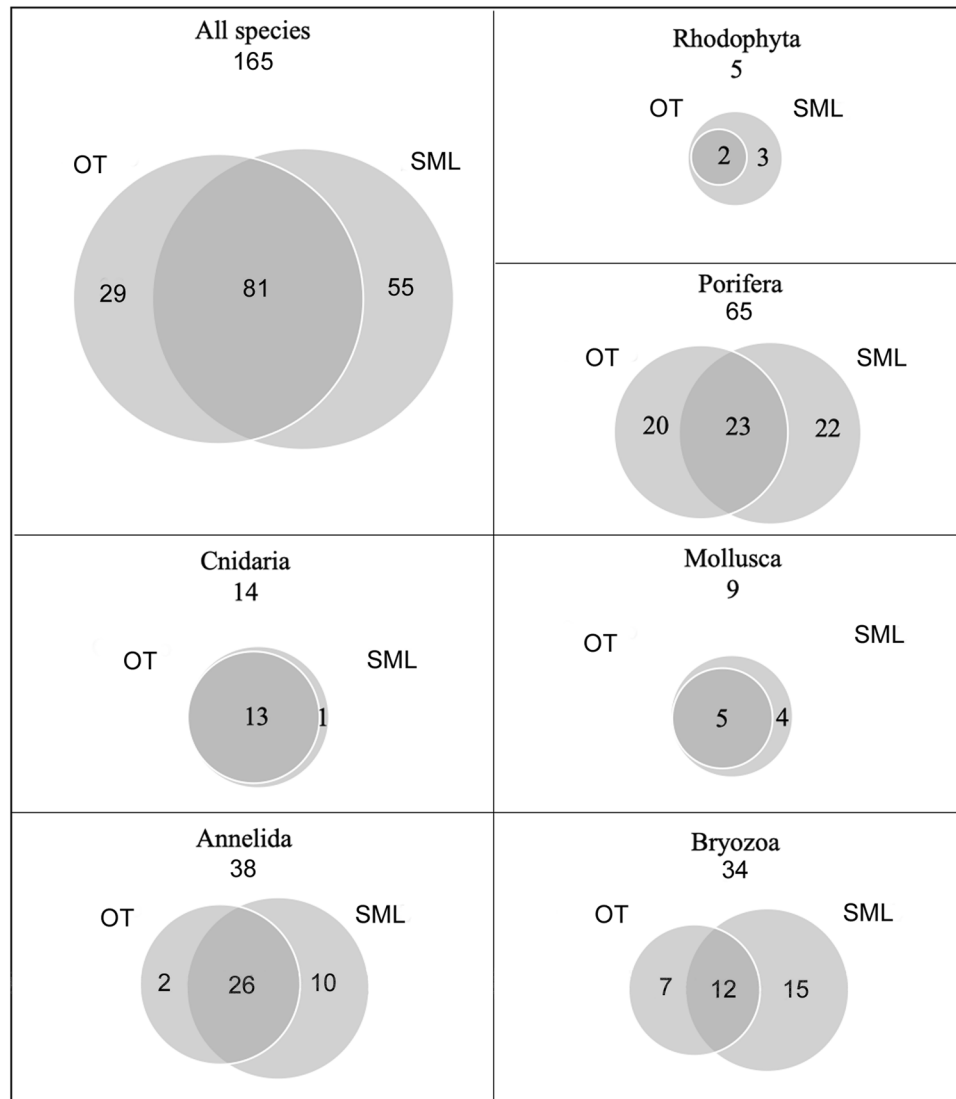 All species
165
OT
SML
29
81
55
Rhodophyta
5
OT
SML
2
3
Porifera
65
OT
SML
20
23
22
Cnidaria
14
OT
SML
13
1
Mollusca
9
OT
SML
5
4
Annelida
38
OT
SML
2
26
10
Bryozoa
34
OT
SML
7
12
15